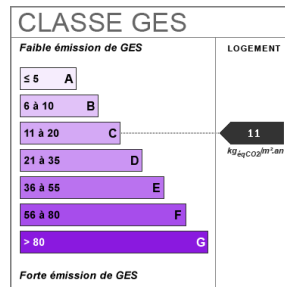 CLASSE GES
Faible émission de GES
LOGEMENT
≤ 5 A
6 à 10 B
11 à 20 C
11
kgéqCO2/m².an
21 à 35 D
36 à 55 E
56 à 80 F
> 80 G
Forte émission de GES